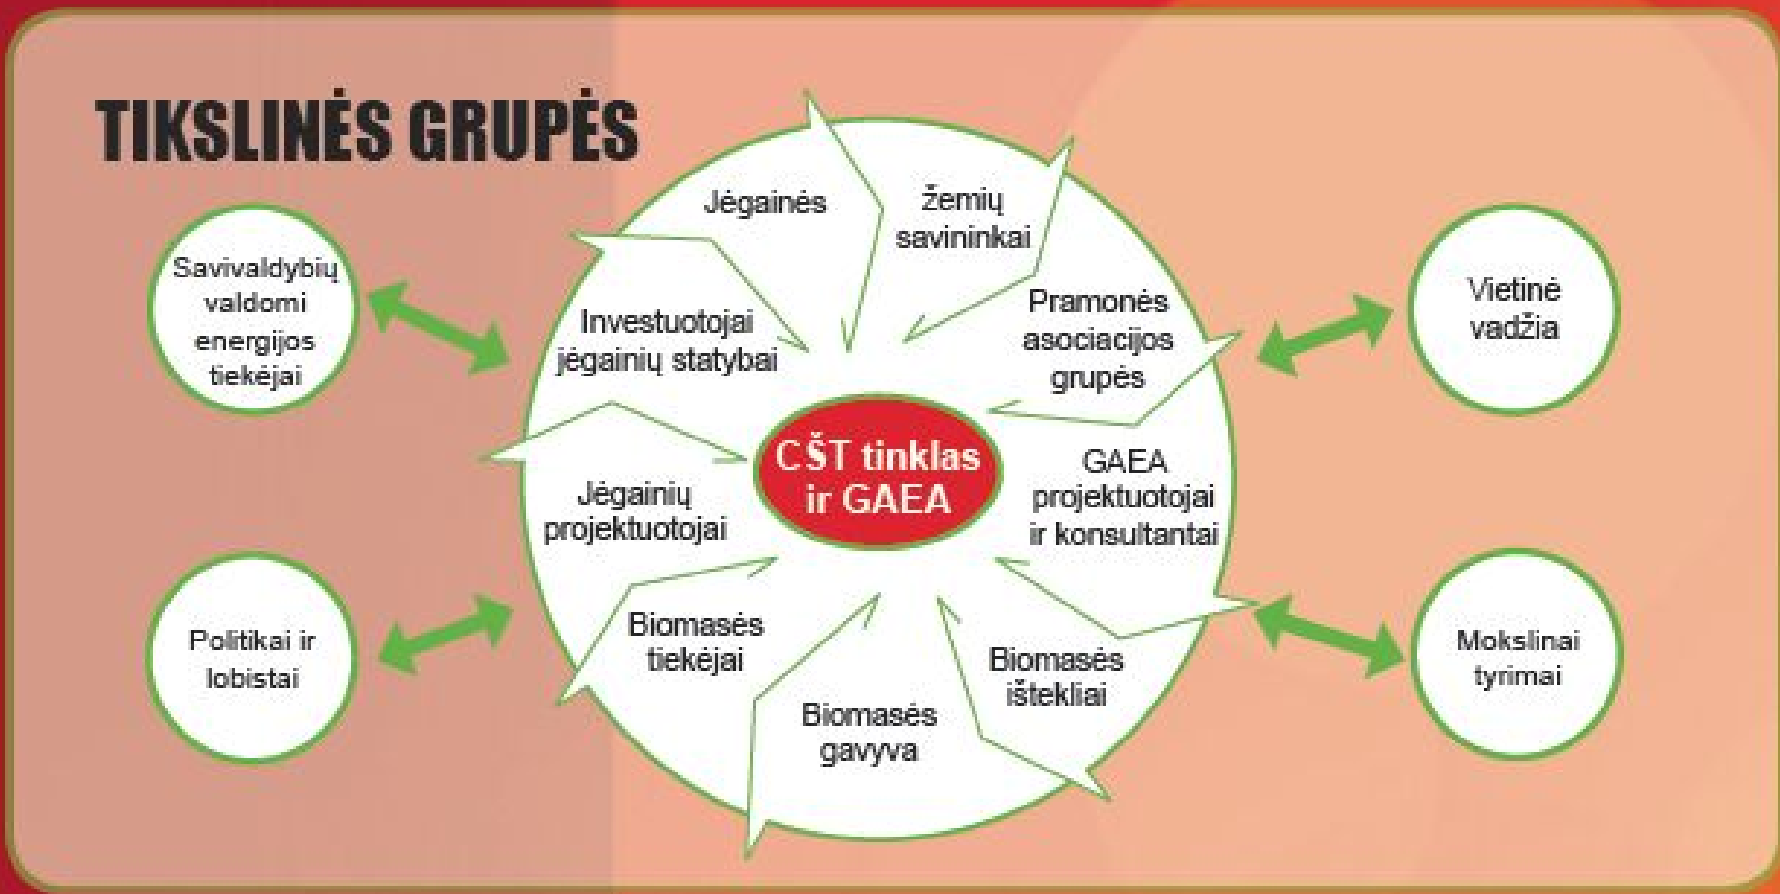 TIKSLINĖS GRUPĖS
Savivaldybių
valdomi
energijos
tiekėjai
Politikai ir
lobistai
Jėgainės
žemių
savininkai
Pramonės
asociacijos
grupės
GAEA
projektuotojai
ir konsultantai
Biomasės
ištekliai
Biomasės
gavyva
Biomasės
tiekėjai
Jėgainių
projektuotojai
Investuotojai
jėgainių statybai
CŠT tinklas
ir GAEA
Vietinė
vadžia
Mokslinai
tyrimai